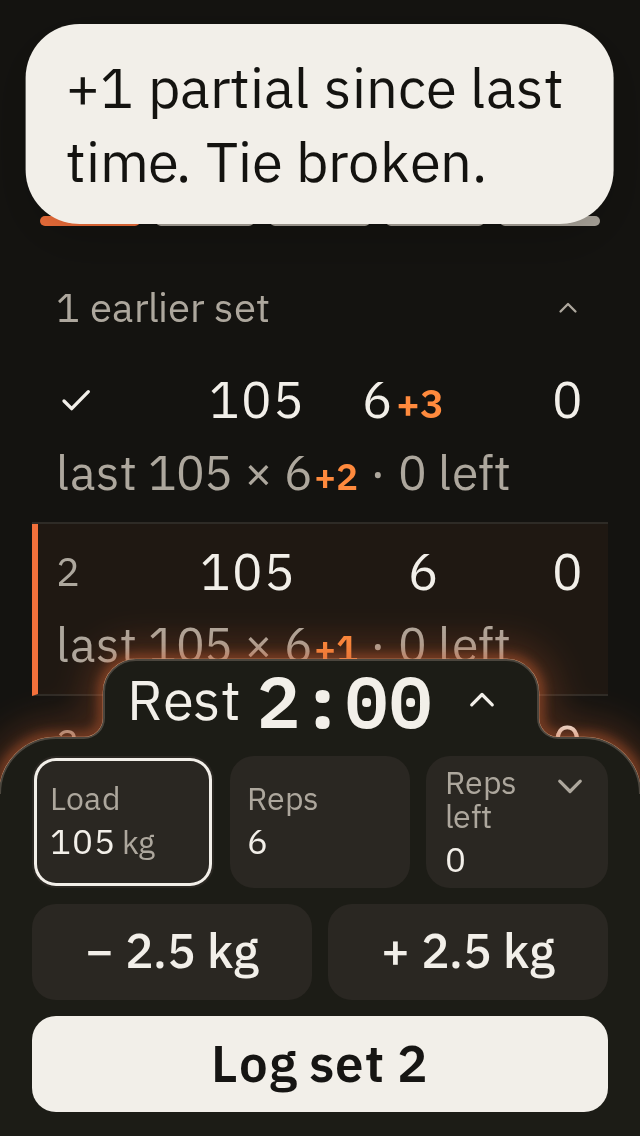 +1 partial since last
time. Tie broken.
1 earlier set
105 6+3 0
last 105 × 6+2 · 0 left
2 105 6 0
last 105 × 6+1 · 0 left
Rest 2:00
Load
105 kg
Reps
6
Reps
left
0
− 2.5 kg
+ 2.5 kg
Log set 2